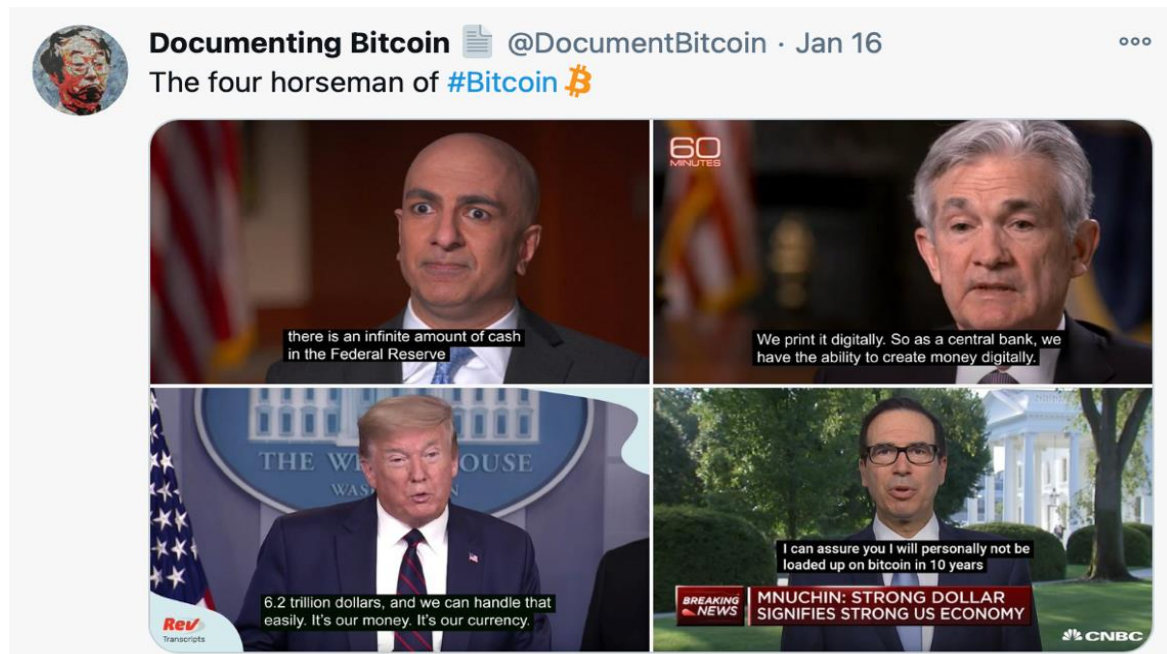 Documenting Bitcoin 📄 @DocumentBitcoin · Jan 16
The four horseman of #Bitcoin
60
MINUTES
there is an infinite amount of cash
in the Federal Reserve
We print it digitally. So as a central bank, we
have the ability to create money digitally.
THE WH OUSE
WAS N
6.2 trillion dollars, and we can handle that
easily. It's our money. It's our currency.
Rev
Transcripts
I can assure you I will personally not be
loaded up on bitcoin in 10 years
BREAKING
NEWS
MNUCHIN: STRONG DOLLAR
SIGNIFIES STRONG US ECONOMY
CNBC